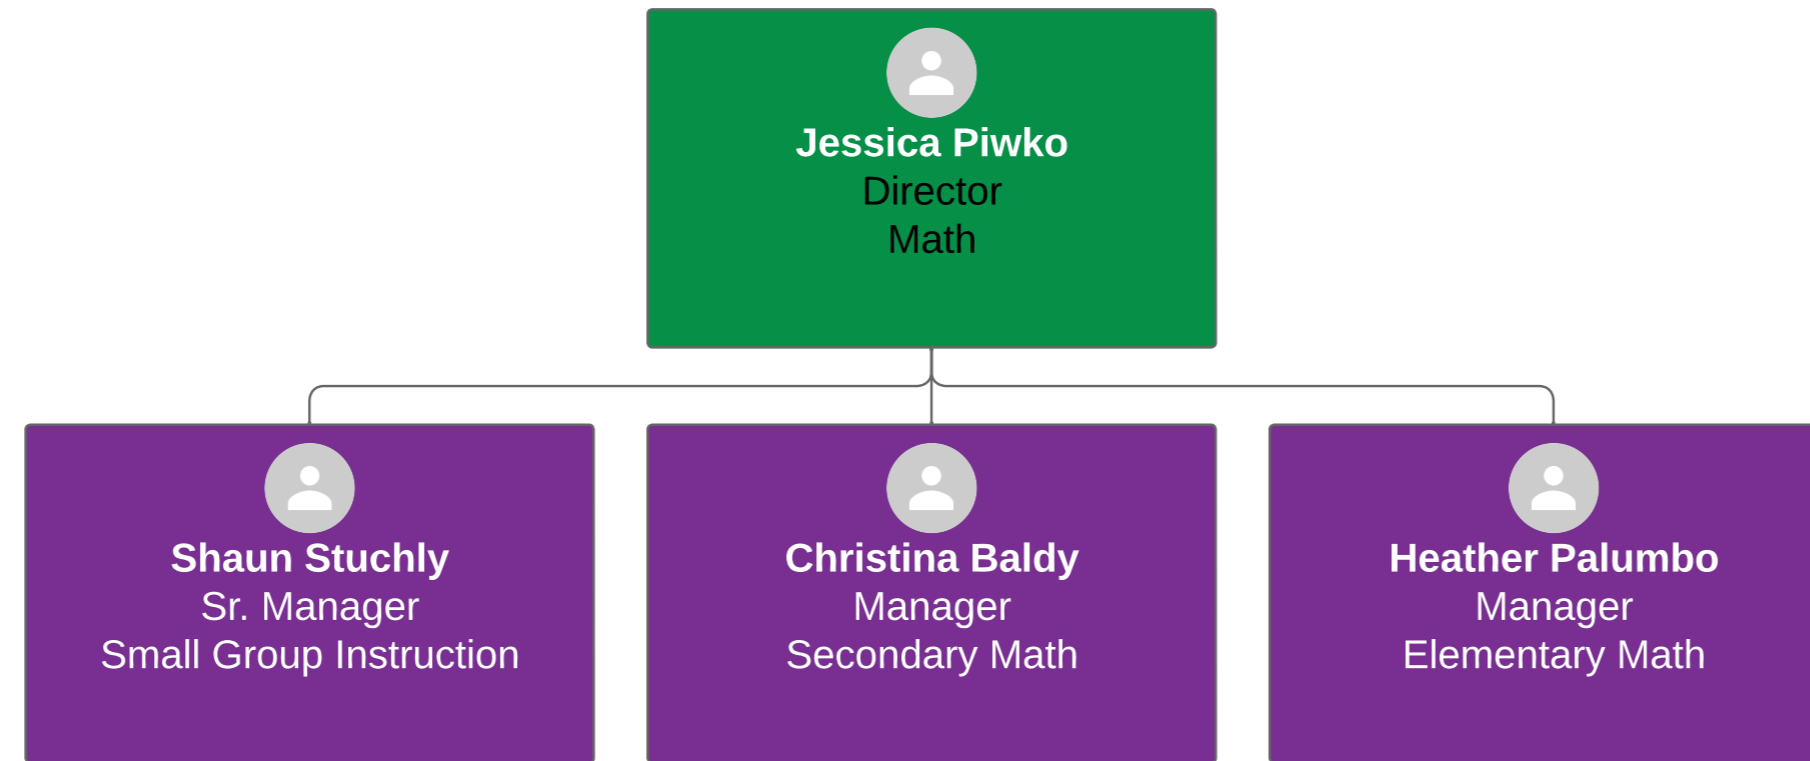 Jessica Piwko
Director
Math
Shaun Stuchly
Sr. Manager
Small Group Instruction
Christina Baldy
Manager
Secondary Math
Heather Palumbo
Manager
Elementary Math